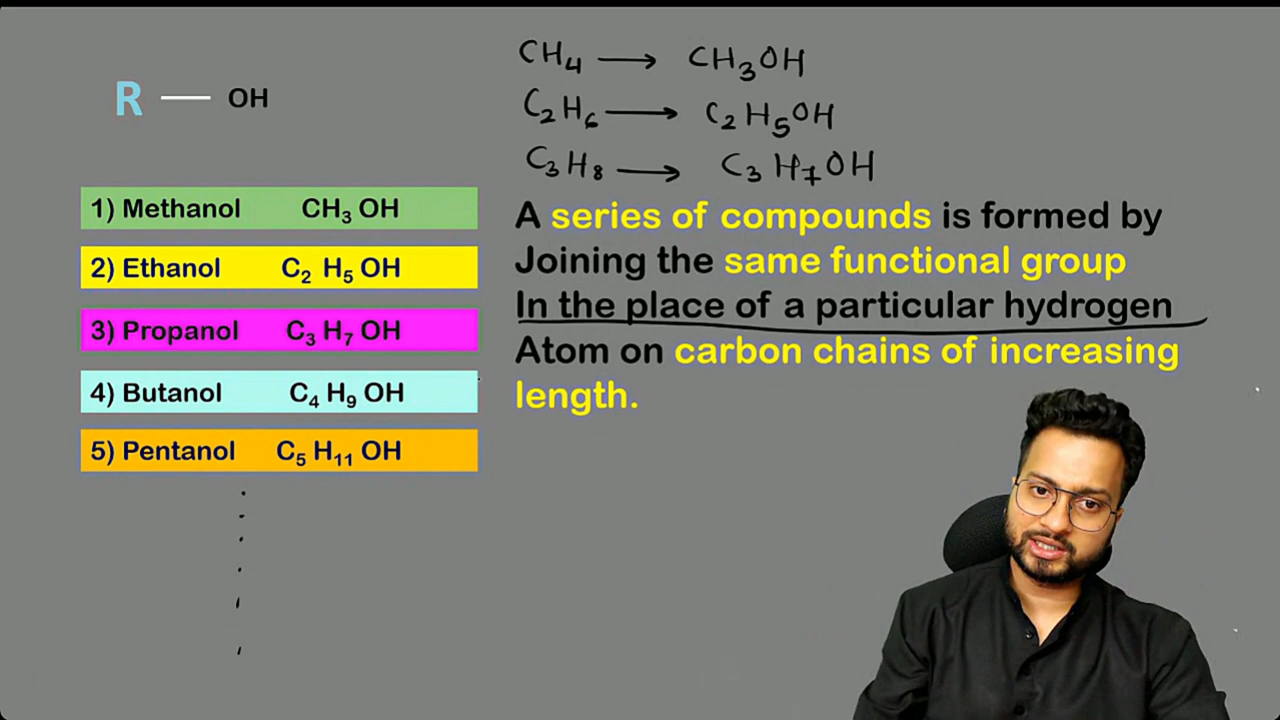 R — OH
1) Methanol CH₃ OH
2) Ethanol C₂ H₅ OH
3) Propanol C₃ H₇ OH
4) Butanol C₄ H₉ OH
5) Pentanol C₅ H₁₁ OH
CH₄ → CH₃OH
C₂H₆ → C₂H₅OH
C₃H₈ → C₃H₇OH
A series of compounds is formed by
Joining the same functional group
In the place of a particular hydrogen
Atom on carbon chains of increasing
length.